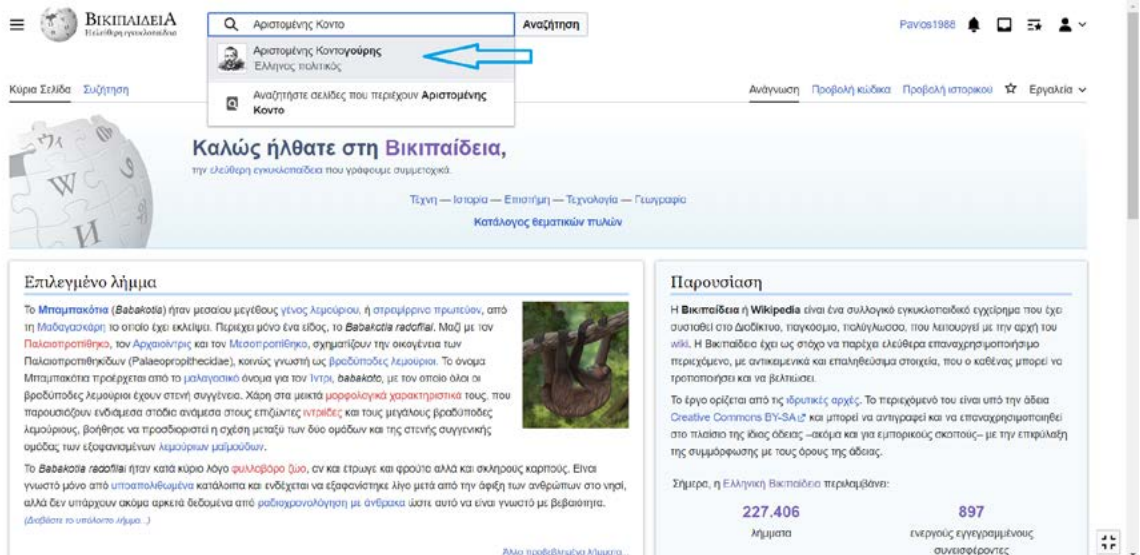 ΒΙΚΙΠΑΙΔΕΙΑ
Η ελεύθερη εγκυκλοπαίδεια
Αριστομένης Κοντο
Αναζήτηση
Pavlos1988
Αριστομένης Κοντογούρης
Έλληνας πολιτικός
Αναζητήστε σελίδες που περιέχουν Αριστομένης
Κοντο
Κύρια Σελίδα Συζήτηση
Ανάγνωση Προβολή κώδικα Προβολή ιστορικού Εργαλεία
Καλώς ήλθατε στη Βικιπαίδεια,
την ελεύθερη εγκυκλοπαίδεια που γράφουμε συμμετοχικά.
Τέχνη — Ιστορία — Επιστήμη — Τεχνολογία — Γεωγραφία
Κατάλογος θεματικών πυλών
Επιλεγμένο λήμμα
Το Μπαμπακότια (Babakotia) ήταν μεσαίου μεγέθους γένος λεμούριου, ή στρεψίρρινο πρωτεύον, από
τη Μαδαγασκάρη το οποίο έχει εκλείψει. Περιέχει μόνο ένα είδος, το Babakotia radofilai. Μαζί με τον
Παλαιοπροπίθηκο, τον Αρχαιοίντρις και τον Μεσοπροπίθηκο, σχηματίζουν την οικογένεια των
Παλαιοπροπιθηκίδων (Palaeopropithecidae), κοινώς γνωστή ως βραδύποδες λεμούριοι. Το όνομα
Μπαμπακότια προέρχεται από το μαλαγασικό όνομα για τον Ίντρι, babakoto, με τον οποίο όλοι οι
βραδύποδες λεμούριοι έχουν στενή συγγένεια. Χάρη στα μεικτά μορφολογικά χαρακτηριστικά τους, που
παρουσιάζουν ενδιάμεσα στάδια ανάμεσα στους επιζώντες ιντριίδες και τους μεγάλους βραδύποδες
λεμούριους, βοήθησε να προσδιοριστεί η σχέση μεταξύ των δύο ομάδων και της στενής συγγενικής
ομάδας των εξαφανισμένων λεμούριων μαϊμούδων.
Το Babakotia radofilai ήταν κατά κύριο λόγο φυλλοβόρο ζώο, αν και έτρωγε και φρούτα αλλά και σκληρούς καρπούς. Είναι
γνωστό μόνο από υποαπολιθωμένα κατάλοιπα και ενδέχεται να εξαφανίστηκε λίγο μετά από την άφιξη των ανθρώπων στο νησί,
αλλά δεν υπάρχουν ακόμα αρκετά δεδομένα από ραδιοχρονολόγηση με άνθρακα ώστε αυτό να είναι γνωστό με βεβαιότητα.
(Διαβάστε το υπόλοιπο λήμμα...)
Άλλα προβεβλημένα λήμματα...
Παρουσίαση
Η Βικιπαίδεια ή Wikipedia είναι ένα συλλογικό εγκυκλοπαιδικό εγχείρημα που έχει
συσταθεί στο Διαδίκτυο, παγκόσμιο, πολύγλωσσο, που λειτουργεί με την αρχή του
wiki. Η Βικιπαίδεια έχει ως στόχο να παρέχει ελεύθερα επαναχρησιμοποιήσιμο
περιεχόμενο, με αντικειμενικά και επαληθεύσιμα στοιχεία, που ο καθένας μπορεί να
τροποποιήσει και να βελτιώσει.
Το έργο ορίζεται από τις ιδρυτικές αρχές. Το περιεχόμενό του είναι υπό την άδεια
Creative Commons BY-SA και μπορεί να αντιγραφεί και να επαναχρησιμοποιηθεί
στο πλαίσιο της ίδιας άδειας –ακόμα και για εμπορικούς σκοπούς– με την επιφύλαξη
της συμμόρφωσης με τους όρους της άδειας.
Σήμερα, η Ελληνική Βικιπαίδεια περιλαμβάνει:
227.406 897
λήμματα ενεργούς εγγεγραμμένους
συνεισφέροντες